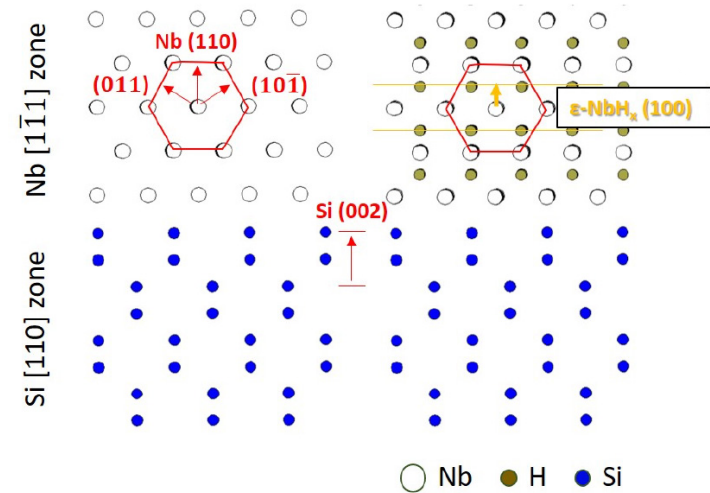 Nb [11̄1] zone
Nb (110)
(011)
(101̄)
ε-NbHₓ (100)
Si [110] zone
Si (002)
Nb
H
Si